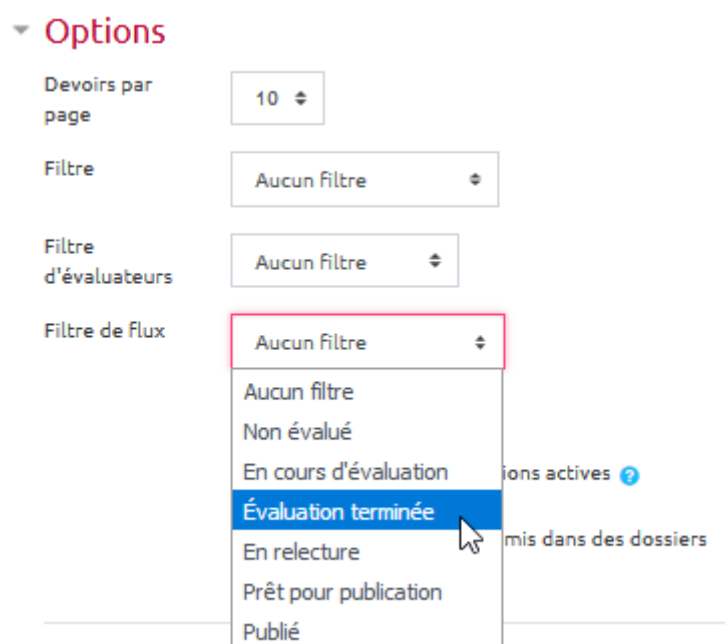 Options
Devoirs par
page
10
Filtre
Aucun filtre
Filtre
d'évaluateurs
Aucun filtre
Filtre de flux
Aucun filtre
Aucun filtre
Non évalué
En cours d'évaluation
ions actives
Évaluation terminée
En relecture
mis dans des dossiers
Prêt pour publication
Publié